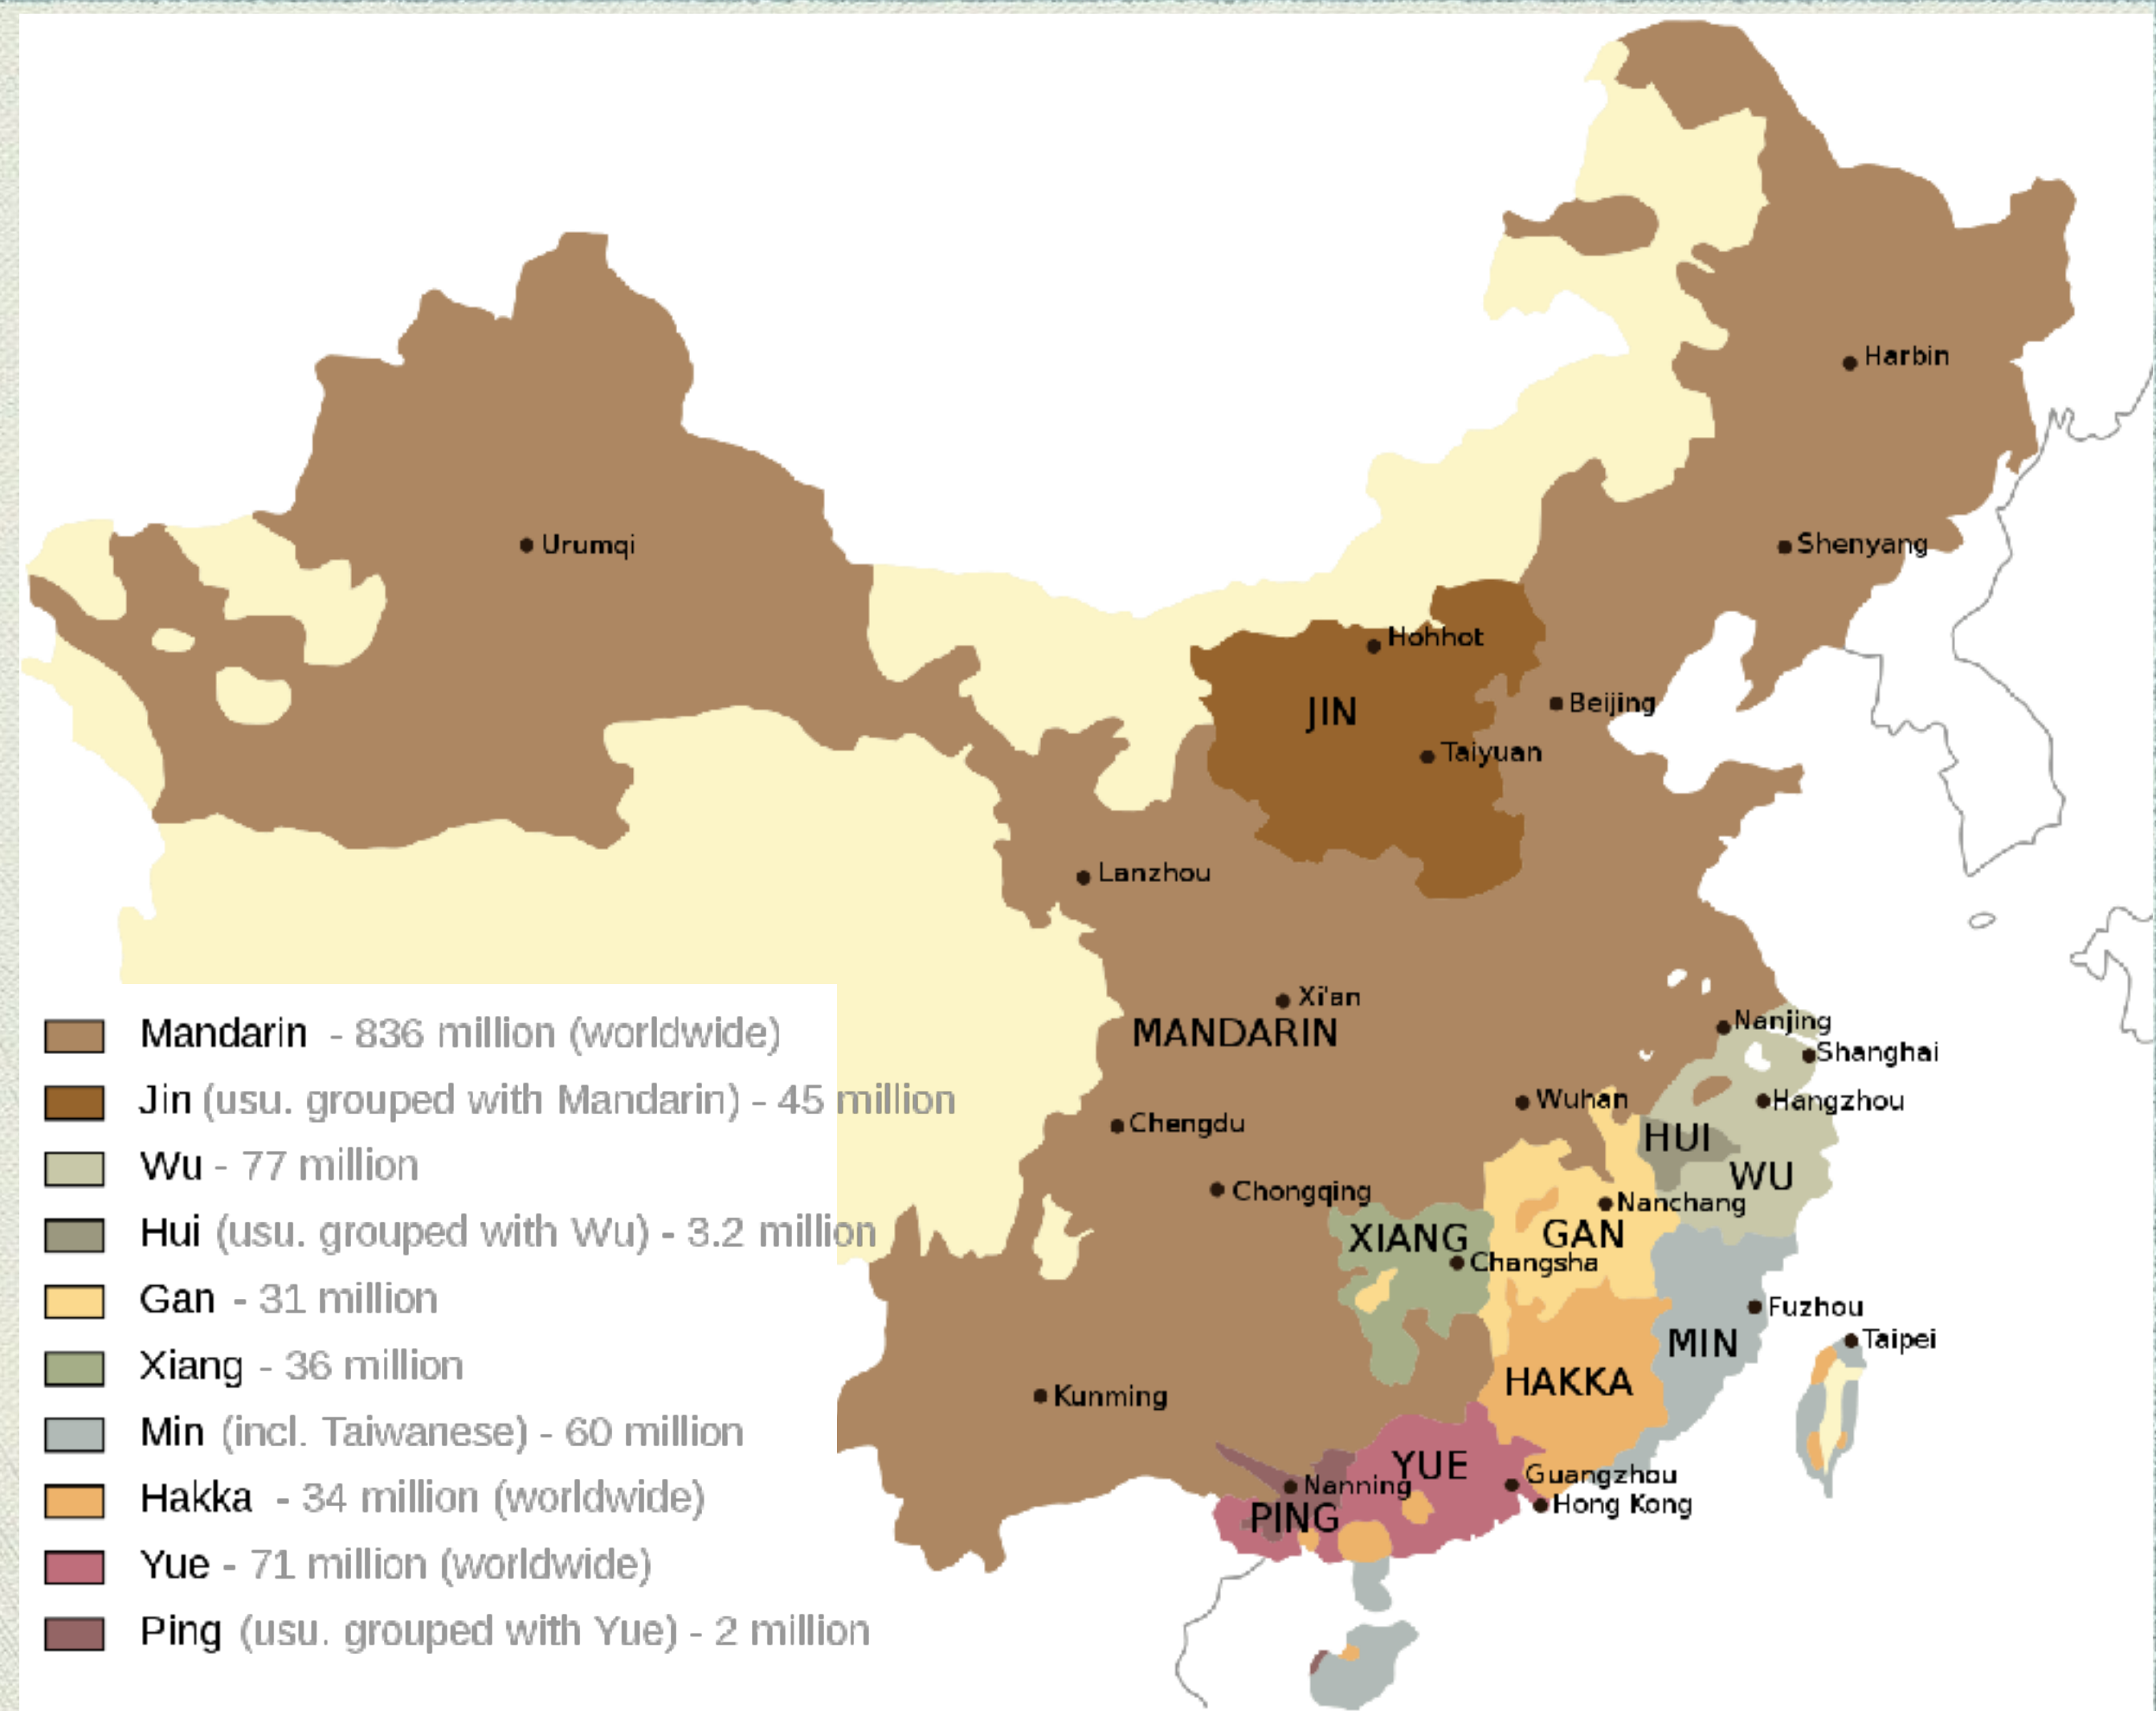 Harbin
Urumqi
Shenyang
Hohhot
JIN
Beijing
Taiyuan
Lanzhou
Xi'an
MANDARIN
Nanjing
Shanghai
Wuhan
Hangzhou
Chengdu
HUI
WU
Chongqing
Nanchang
XIANG
GAN
Changsha
Fuzhou
MIN
Taipei
HAKKA
Kunming
YUE
Guangzhou
Nanning
Hong Kong
PING
Mandarin - 836 million (worldwide)
Jin (usu. grouped with Mandarin) - 45 million
Wu - 77 million
Hui (usu. grouped with Wu) - 3.2 million
Gan - 31 million
Xiang - 36 million
Min (incl. Taiwanese) - 60 million
Hakka - 34 million (worldwide)
Yue - 71 million (worldwide)
Ping (usu. grouped with Yue) - 2 million